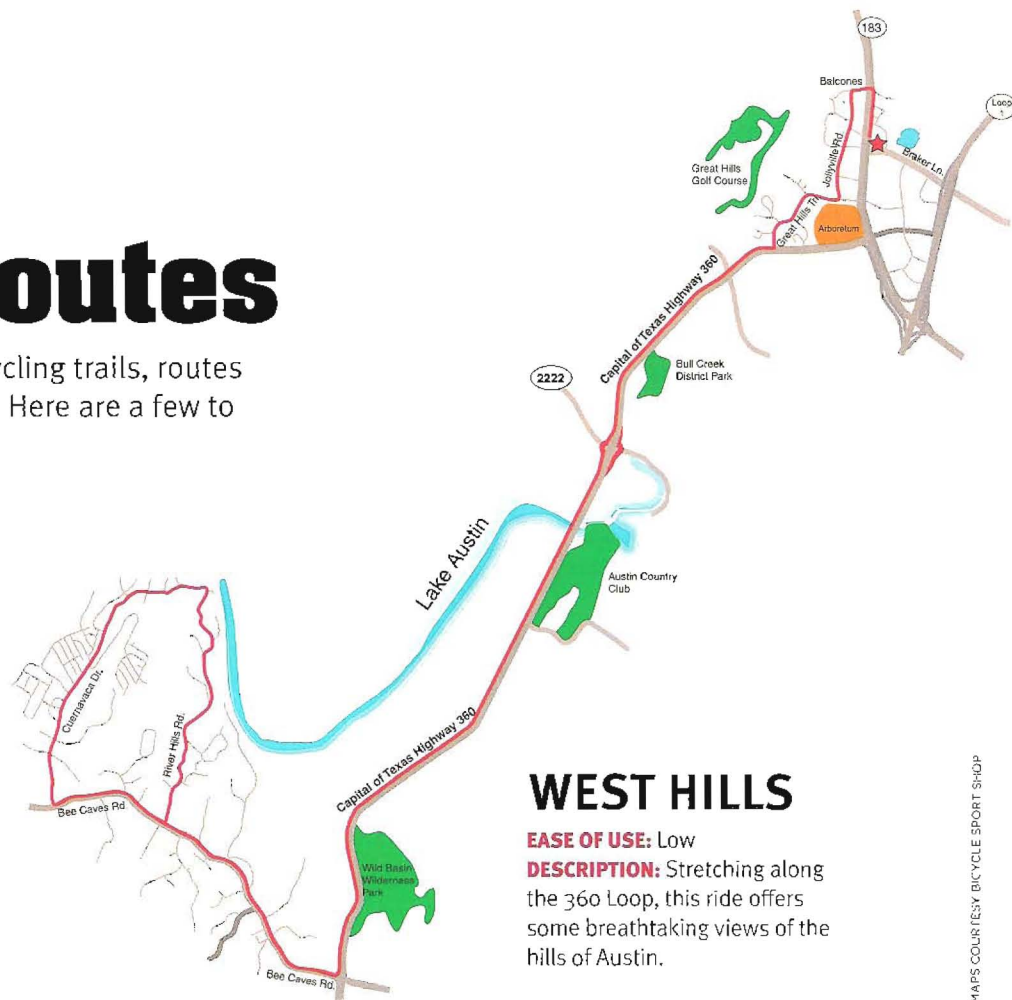 183
Balcones
Loop
1
Great Hills
Golf Course
Jollyville Rd.
Braker Ln.
Great Hills Tr.
Arboretum
outes
Capital of Texas Highway 360
ycling trails, routes
Here are a few to
Bull Creek
District Park
2222
Lake Austin
Austin Country
Club
Cuernavaca Dr.
River Hills Rd.
Capital of Texas Highway 360
Bee Caves Rd.
Wild Basin
Wilderness
Park
Bee Caves Rd.
WEST HILLS
EASE OF USE: Low
DESCRIPTION: Stretching along
the 360 Loop, this ride offers
some breathtaking views of the
hills of Austin.
MAPS COURTESY BICYCLE SPORT SHOP